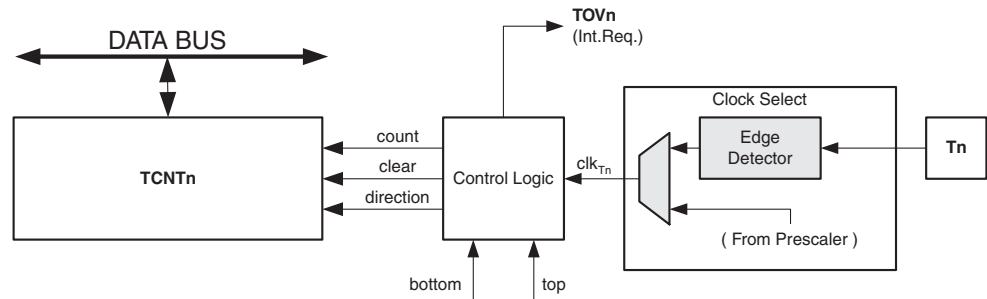 TOVn
(Int.Req.)
DATA BUS
Clock Select
count
Edge
Detector
Tn
TCNTn
clear
Control Logic
clkTn
direction
( From Prescaler )
bottom
top